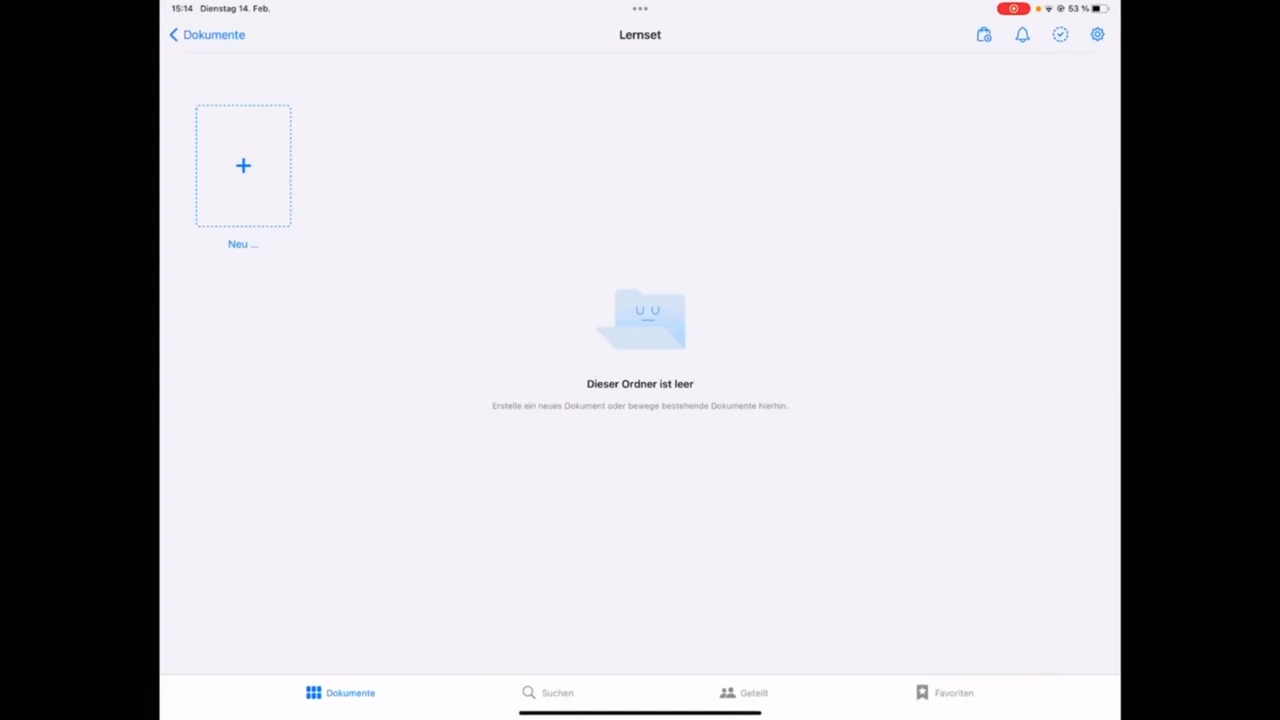 15:14 Dienstag 14. Feb.
53 %
Dokumente
Lernset
Neu ...
Dieser Ordner ist leer
Erstelle ein neues Dokument oder bewege bestehende Dokumente hierhin.
Dokumente
Suchen
Geteilt
Favoriten